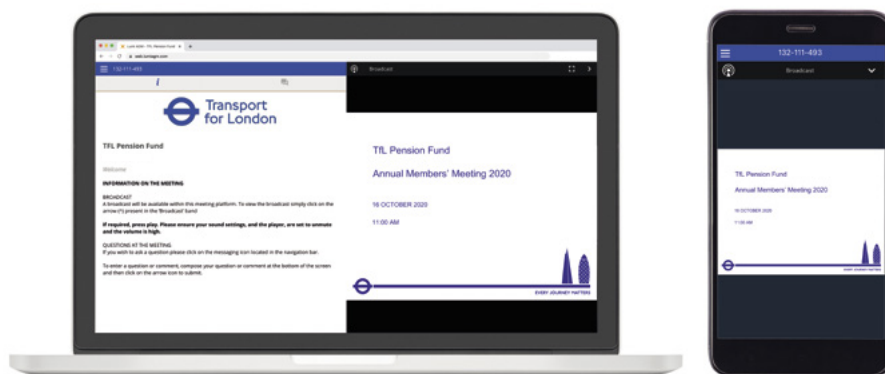 132-111-493
Broadcast
Transport
for London
TFL Pension Fund
Welcome
INFORMATION ON THE MEETING
BROADCAST
A broadcast will be available within this meeting platform. To view the broadcast simply click on the
arrow (^) present in the 'Broadcast' band
If required, press play. Please ensure your sound settings, and the player, are set to unmute
and the volume is high.
QUESTIONS AT THE MEETING
If you wish to ask a question please click on the messaging icon located in the navigation bar.
To enter a question or comment, compose your question or comment at the bottom of the screen
and then click on the arrow icon to submit.
TfL Pension Fund
Annual Members' Meeting 2020
16 OCTOBER 2020
11:00 AM
EVERY JOURNEY MATTERS
132-111-493
Broadcast
TfL Pension Fund
Annual Members' Meeting 2020
16 OCTOBER 2020
11:00 AM
EVERY JOURNEY MATTERS